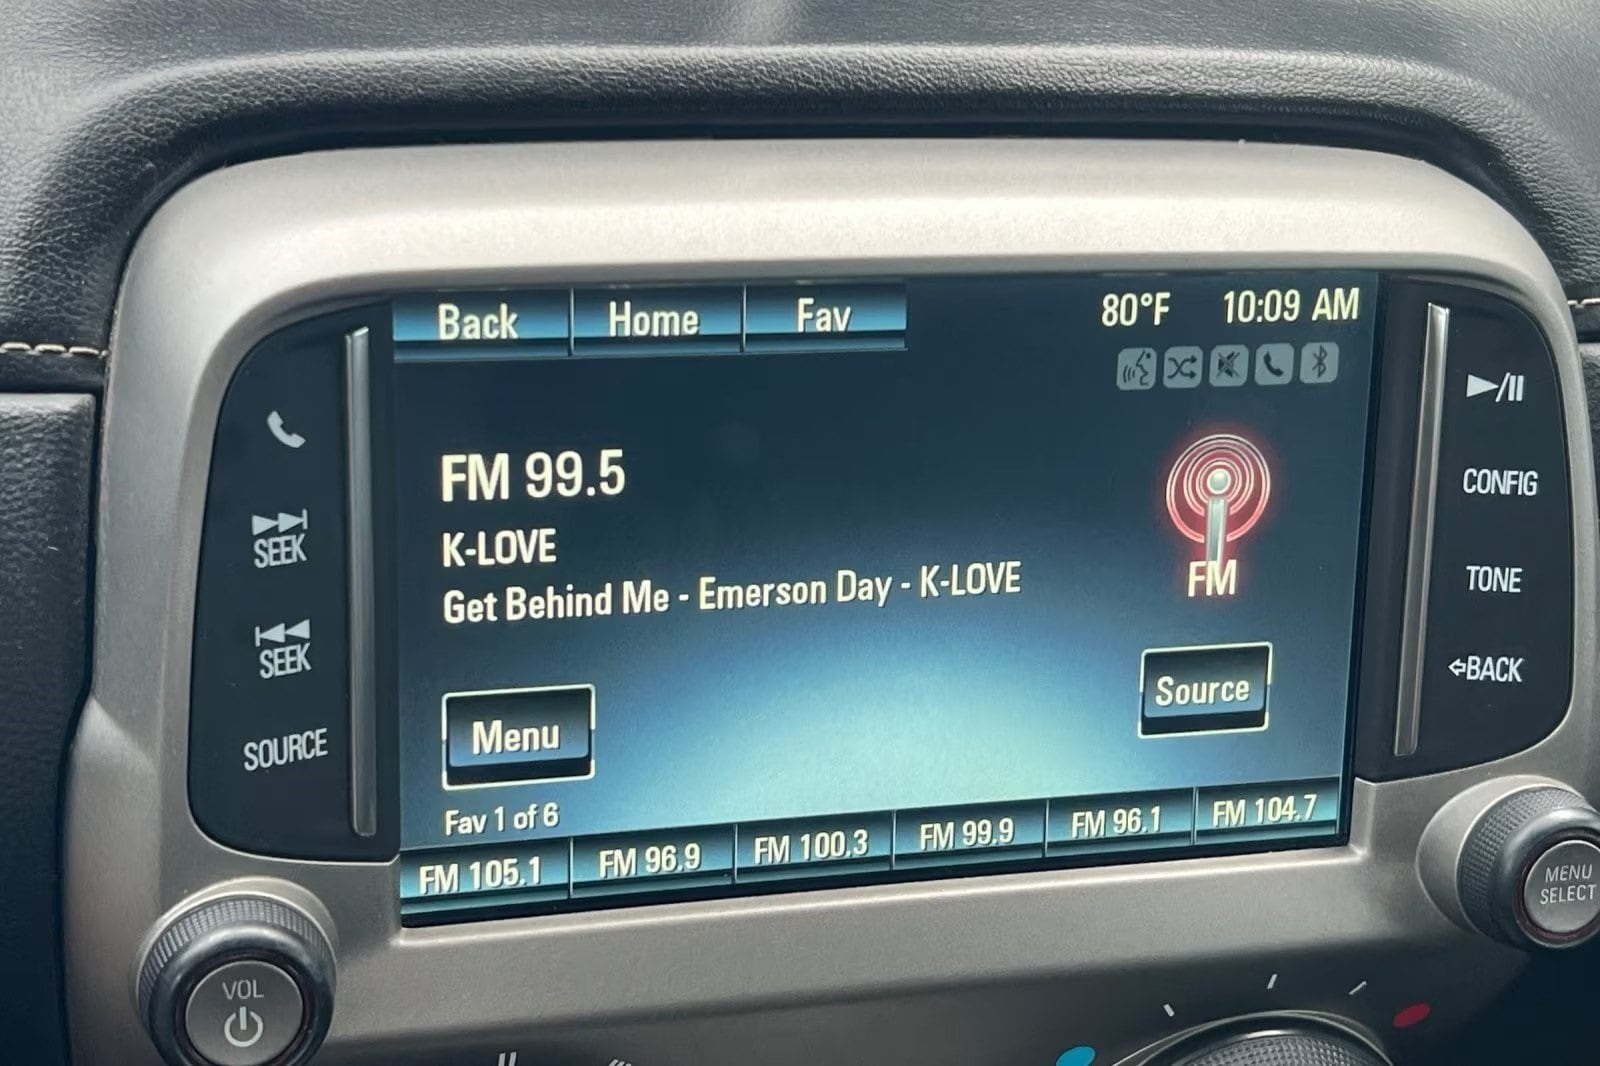 Back Home Fav 80°F 10:09 AM
FM 99.5
K-LOVE
Get Behind Me - Emerson Day - K-LOVE
FM
Menu
Source
Fav 1 of 6
FM 105.1 FM 96.9 FM 100.3 FM 99.9 FM 96.1 FM 104.7
SEEK
SEEK
SOURCE
CONFIG
TONE
BACK
VOL
MENU
SELECT